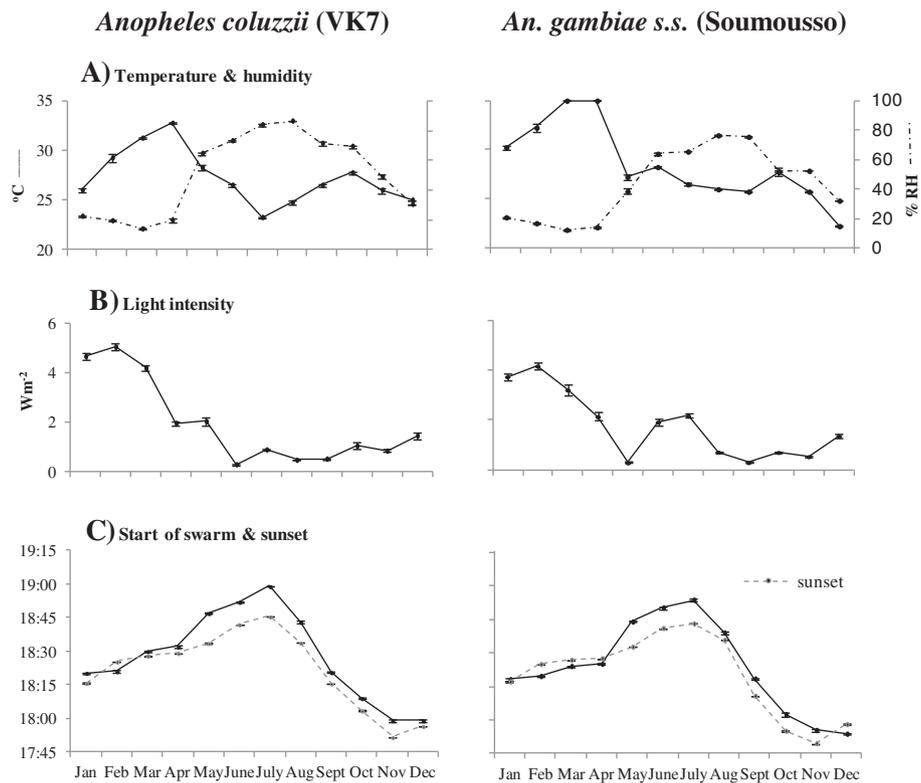 Anopheles coluzzii (VK7)
An. gambiae s.s. (Soumousso)
A) Temperature & humidity
35
30
25
20
ºC
100
80
60
40
20
0
% RH
B) Light intensity
6
4
2
0
Wm-2
C) Start of swarm & sunset
19:15
19:00
18:45
18:30
18:15
18:00
17:45
sunset
Jan Feb Mar Apr May June July Aug Sept Oct Nov Dec
Jan Feb Mar Apr May June July Aug Sept Oct Nov Dec